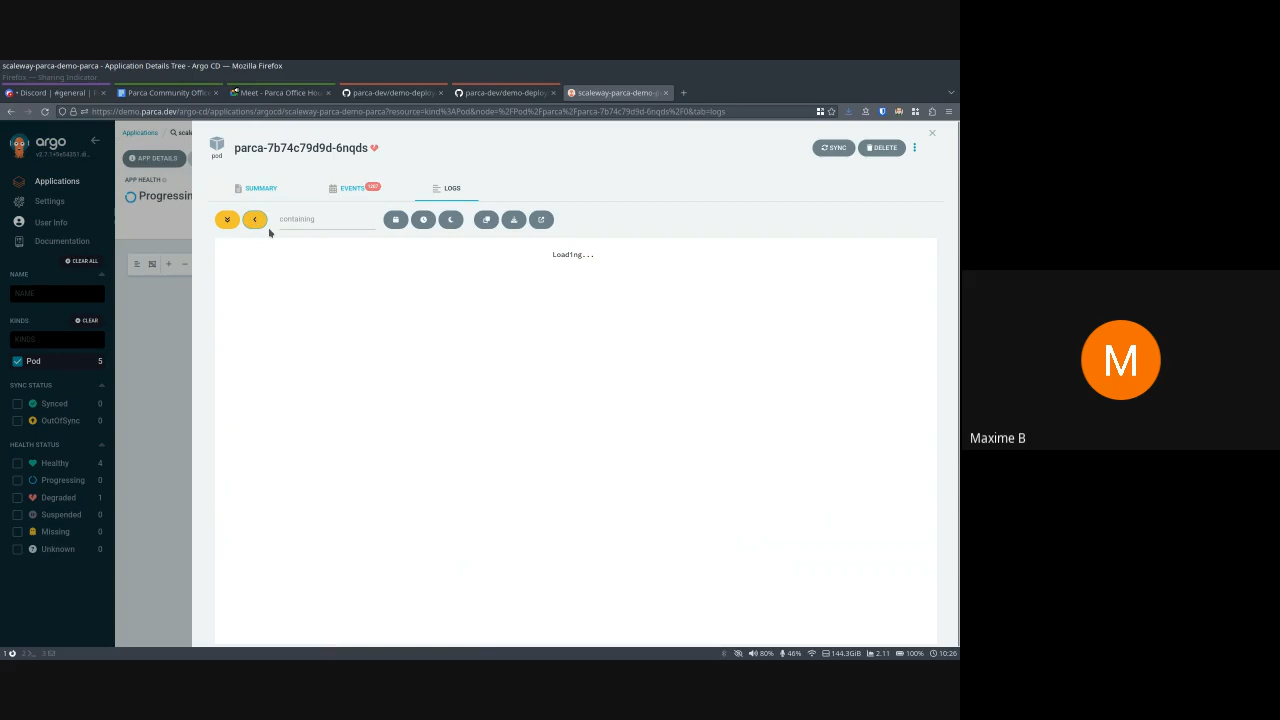 scaleway-parca-demo-parca - Application Details Tree - Argo CD — Mozilla Firefox
Firefox — Sharing Indicator
• Discord | #general |
Parca Community Office
Meet - Parca Office Hou
parca-dev/demo-deploy
parca-dev/demo-deploy
scaleway-parca-demo-p
https://demo.parca.dev/argo-cd/applications/argocd/scaleway-parca-demo-parca?resource=kind%3APod&node=%2FPod%2Fparca%2Fparca-7b74c79d9d-6nqds%2F0&tab=logs
argo
Applications
Settings
User Info
Documentation
CLEAR ALL
NAME
NAME
KINDS
CLEAR
KINDS
Pod 5
SYNC STATUS
Synced 0
OutOfSync 0
HEALTH STATUS
Healthy 4
Progressing 0
Degraded 1
Suspended 0
Missing 0
Unknown 0
Applications
scale
APP DETAILS
APP HEALTH
Progressing
pod
parca-7b74c79d9d-6nqds
SYNC
DELETE
SUMMARY
EVENTS
LOGS
containing
Loading...
1
2
3
80%
46%
144.3GiB
2.11
100%
10:26
M
Maxime B